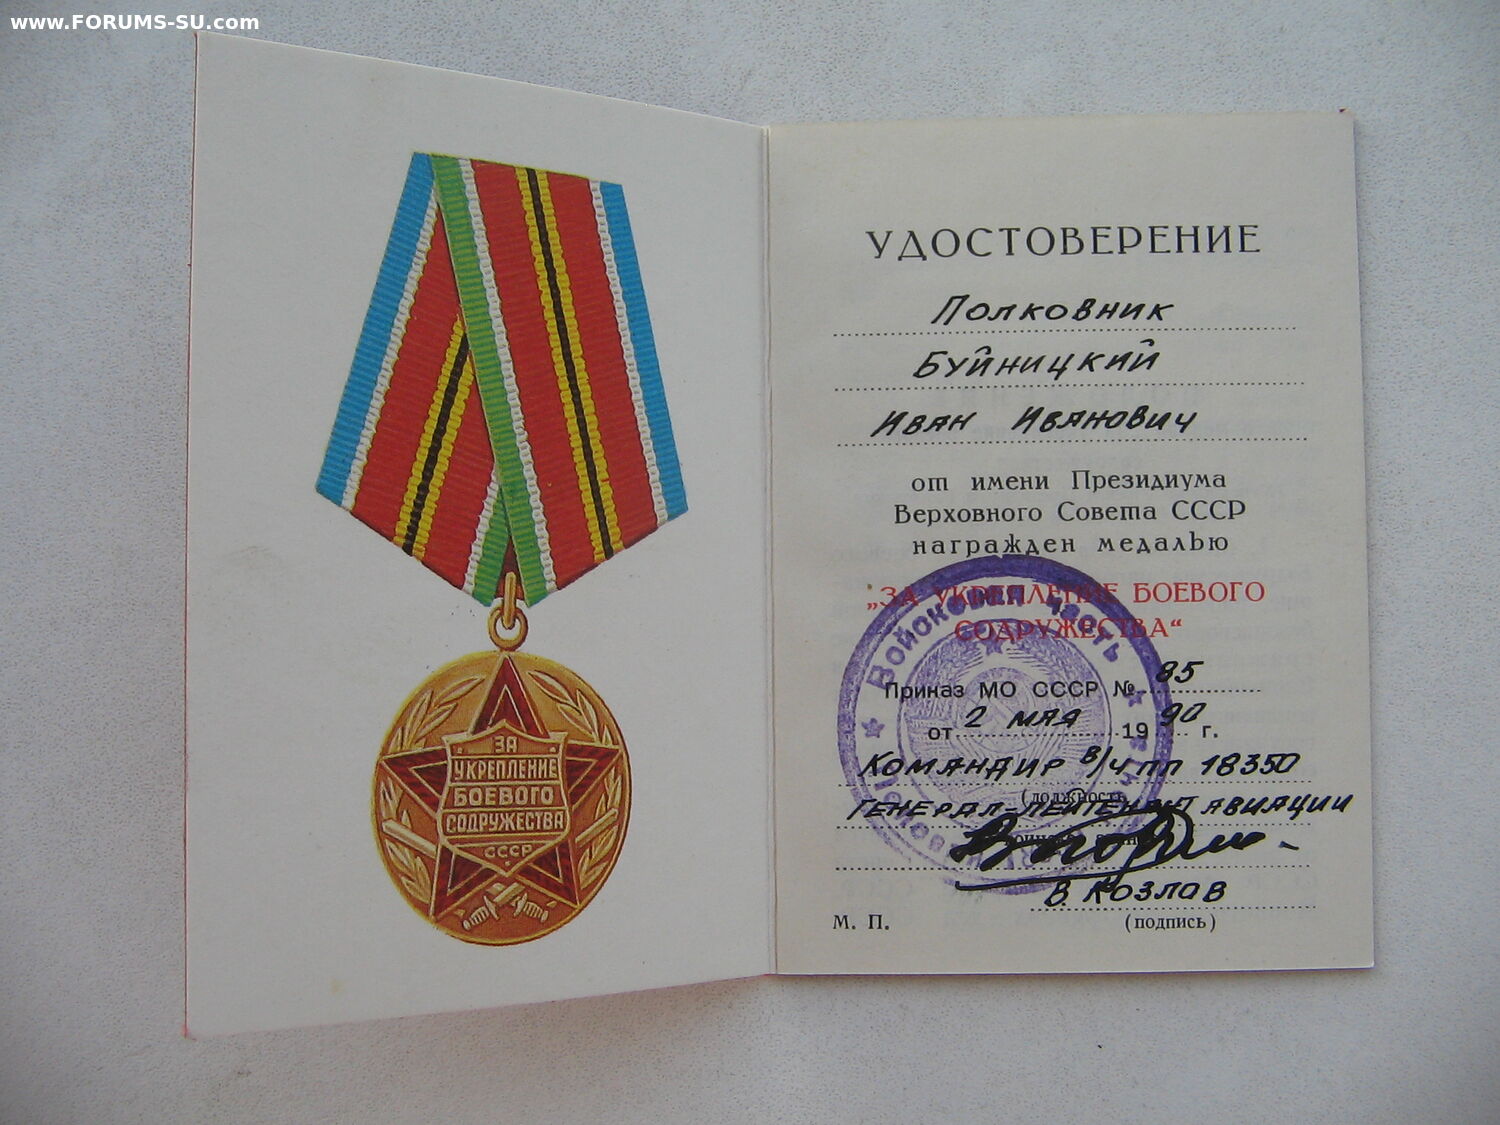 www.FORUMS-SU.com
ЗА
УКРЕПЛЕНИЕ
БОЕВОГО
СОДРУЖЕСТВА
СССР
УДОСТОВЕРЕНИЕ
Полковник
Буйницкий
Иван Иванович
от имени Президиума
Верховного Совета СССР
награжден медалью
„ЗА УКРЕПЛЕНИЕ БОЕВОГО
СОДРУЖЕСТВА“
Войсковая часть
Приказ МО СССР № 85
от 2 мая 1990 г.
Командир в/ч пп 18350
(должность
Генерал-лейтенант авиации
В. Козлов
М. П.
(подпись)